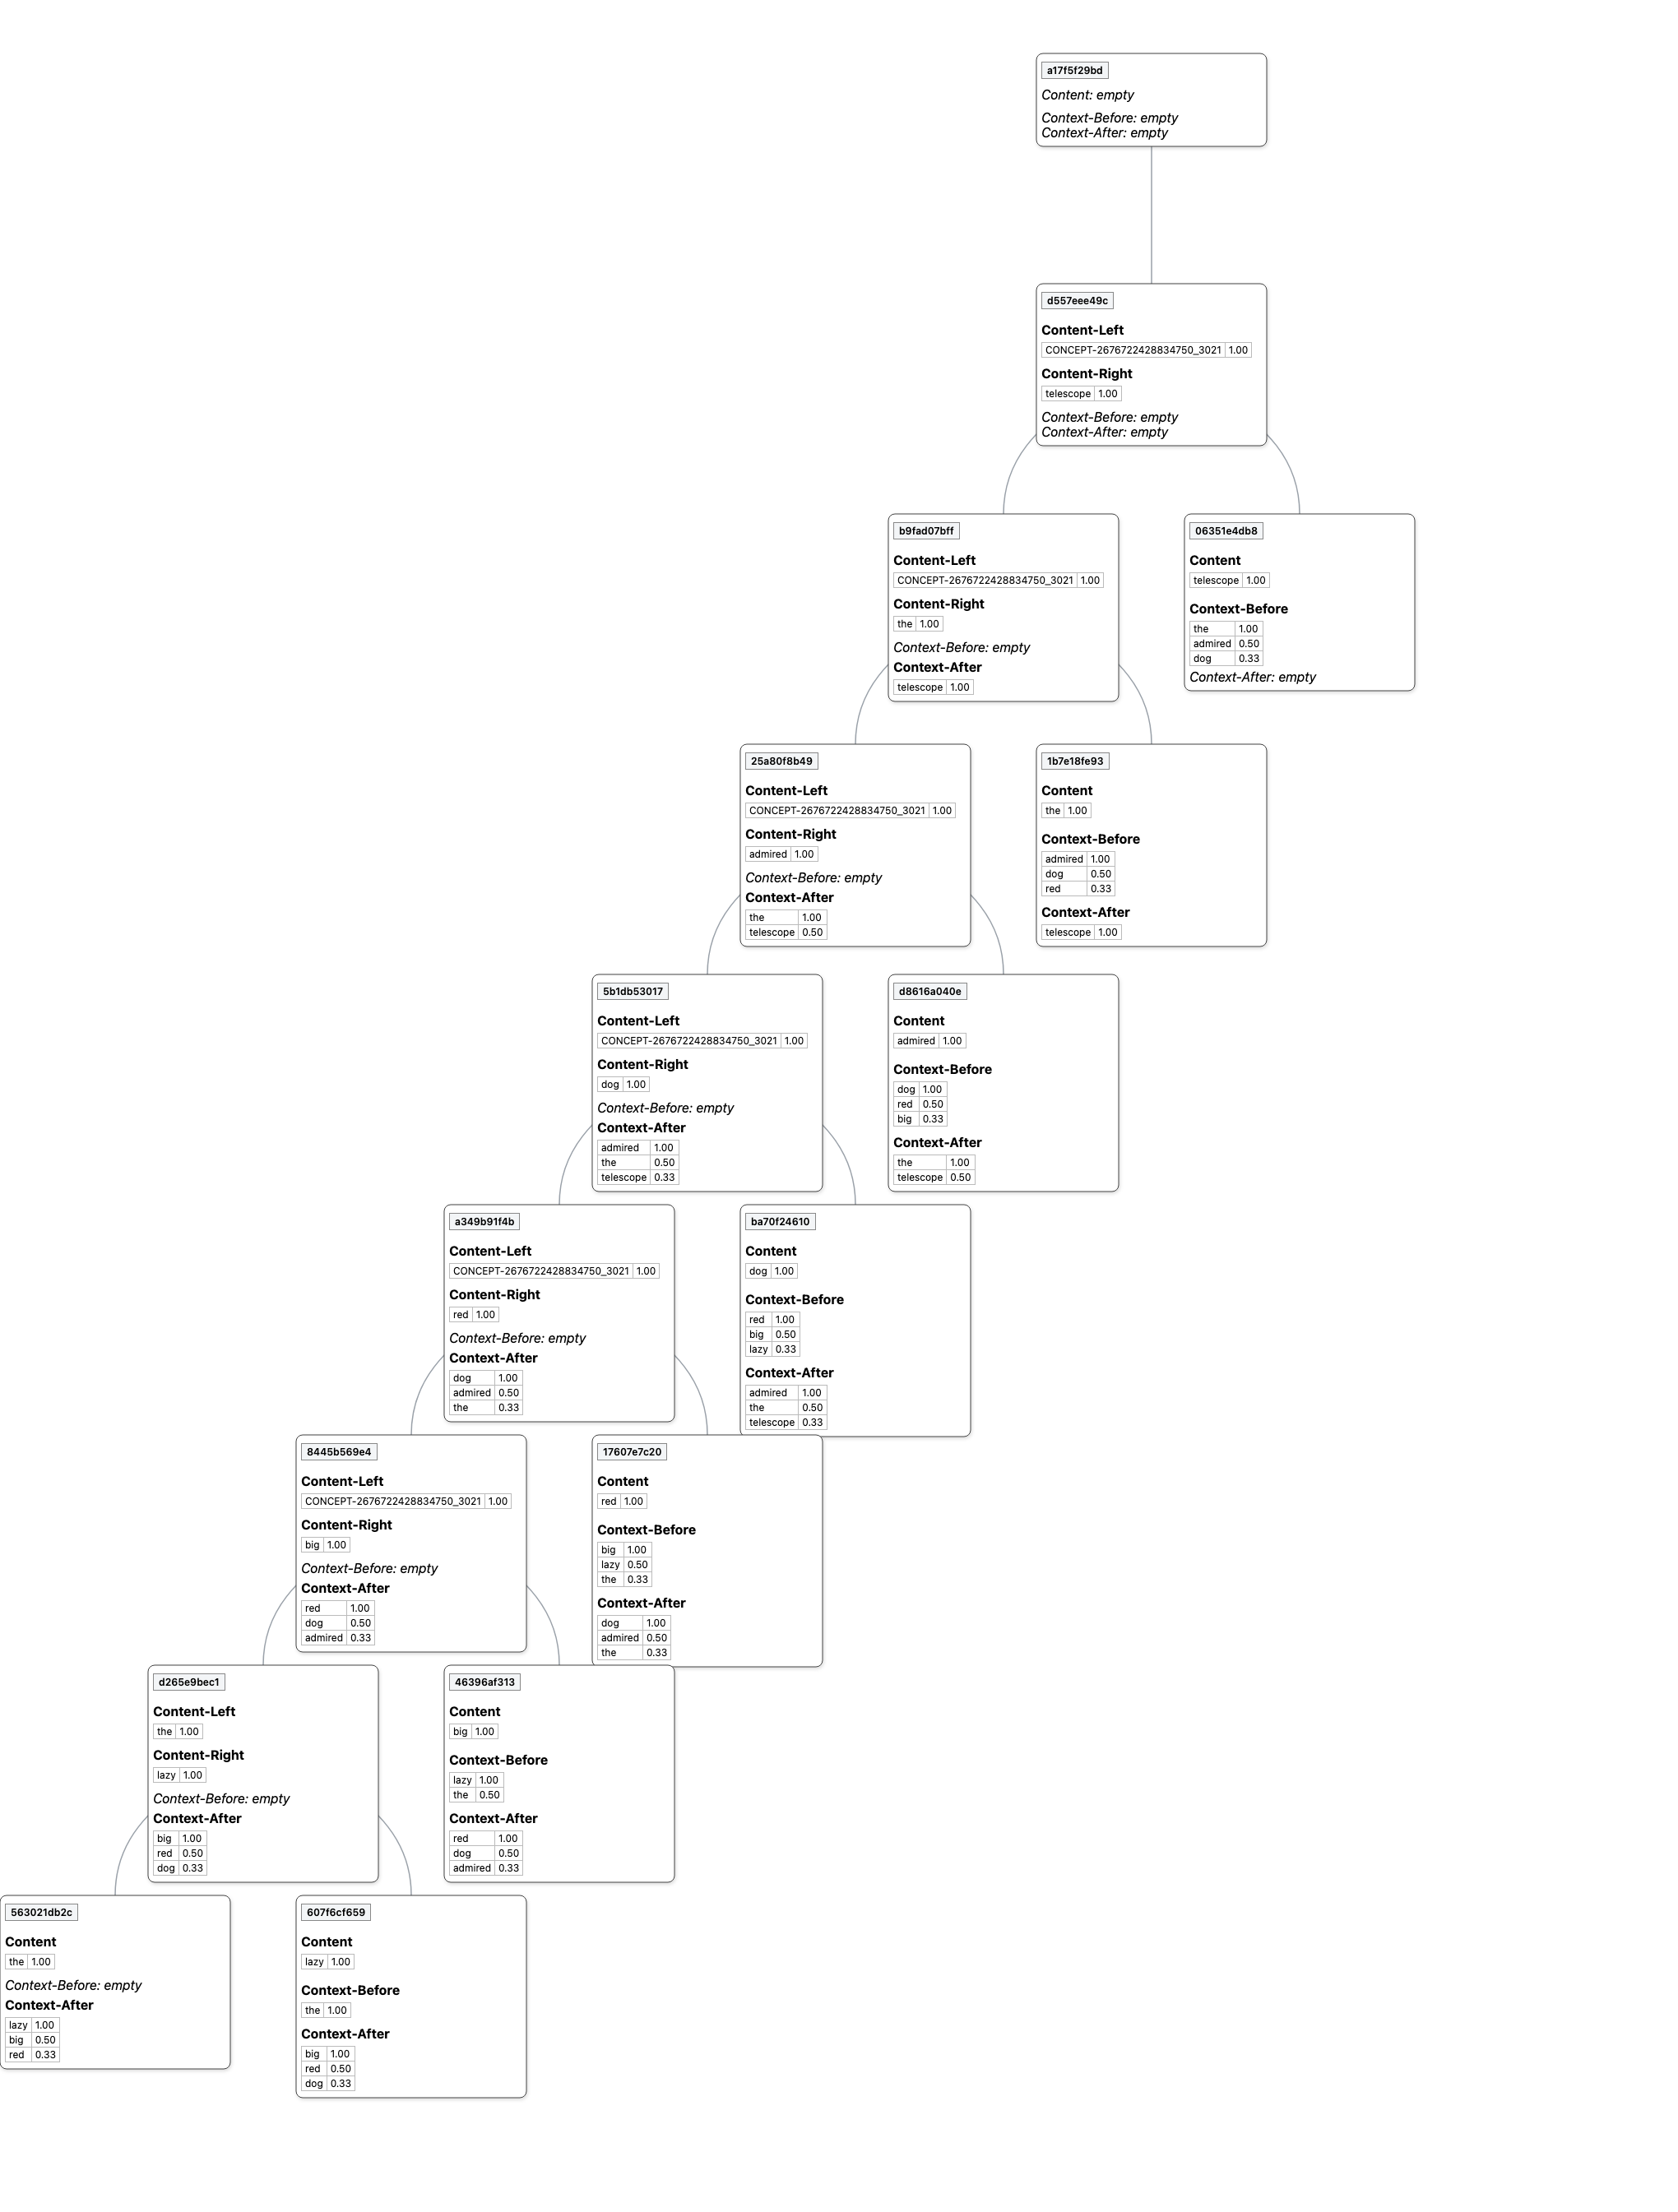 a17f5f29bd
Content: empty
Context-Before: empty
Context-After: empty
d557eee49c
Content-Left
CONCEPT-2676722428834750_3021 1.00
Content-Right
telescope 1.00
Context-Before: empty
Context-After: empty
b9fad07bff
Content-Left
CONCEPT-2676722428834750_3021 1.00
Content-Right
the 1.00
Context-Before: empty
Context-After
telescope 1.00
06351e4db8
Content
telescope 1.00
Context-Before
the 1.00
admired 0.50
dog 0.33
Context-After: empty
25a80f8b49
Content-Left
CONCEPT-2676722428834750_3021 1.00
Content-Right
admired 1.00
Context-Before: empty
Context-After
the 1.00
telescope 0.50
1b7e18fe93
Content
the 1.00
Context-Before
admired 1.00
dog 0.50
red 0.33
Context-After
telescope 1.00
5b1db53017
Content-Left
CONCEPT-2676722428834750_3021 1.00
Content-Right
dog 1.00
Context-Before: empty
Context-After
admired 1.00
the 0.50
telescope 0.33
d8616a040e
Content
admired 1.00
Context-Before
dog 1.00
red 0.50
big 0.33
Context-After
the 1.00
telescope 0.50
a349b91f4b
Content-Left
CONCEPT-2676722428834750_3021 1.00
Content-Right
red 1.00
Context-Before: empty
Context-After
dog 1.00
admired 0.50
the 0.33
ba70f24610
Content
dog 1.00
Context-Before
red 1.00
big 0.50
lazy 0.33
Context-After
admired 1.00
the 0.50
telescope 0.33
8445b569e4
Content-Left
CONCEPT-2676722428834750_3021 1.00
Content-Right
big 1.00
Context-Before: empty
Context-After
red 1.00
dog 0.50
admired 0.33
17607e7c20
Content
red 1.00
Context-Before
big 1.00
lazy 0.50
the 0.33
Context-After
dog 1.00
admired 0.50
the 0.33
d265e9bec1
Content-Left
the 1.00
Content-Right
lazy 1.00
Context-Before: empty
Context-After
big 1.00
red 0.50
dog 0.33
46396af313
Content
big 1.00
Context-Before
lazy 1.00
the 0.50
Context-After
red 1.00
dog 0.50
admired 0.33
563021db2c
Content
the 1.00
Context-Before: empty
Context-After
lazy 1.00
big 0.50
red 0.33
607f6cf659
Content
lazy 1.00
Context-Before
the 1.00
Context-After
big 1.00
red 0.50
dog 0.33